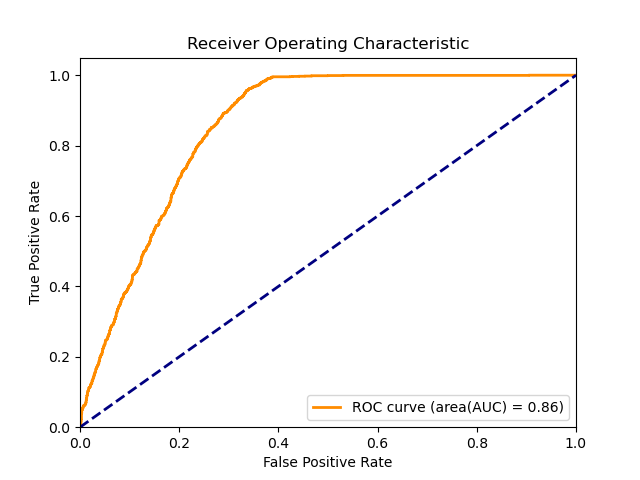 Receiver Operating Characteristic
True Positive Rate
1.0
0.8
0.6
0.4
0.2
0.0
ROC curve (area(AUC) = 0.86)
0.0 0.2 0.4 0.6 0.8 1.0
False Positive Rate